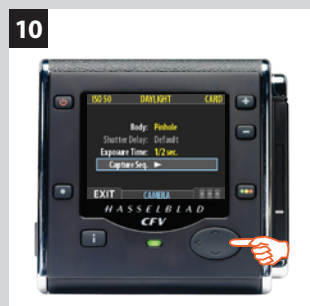 10
ISO 50 DAYLIGHT CARD
Body: Pinhole
Shutter Delay: Default
Exposure Time: 1/2 sec.
Capture Seq.
EXIT CAMERA
HASSELBLAD
CFV
i